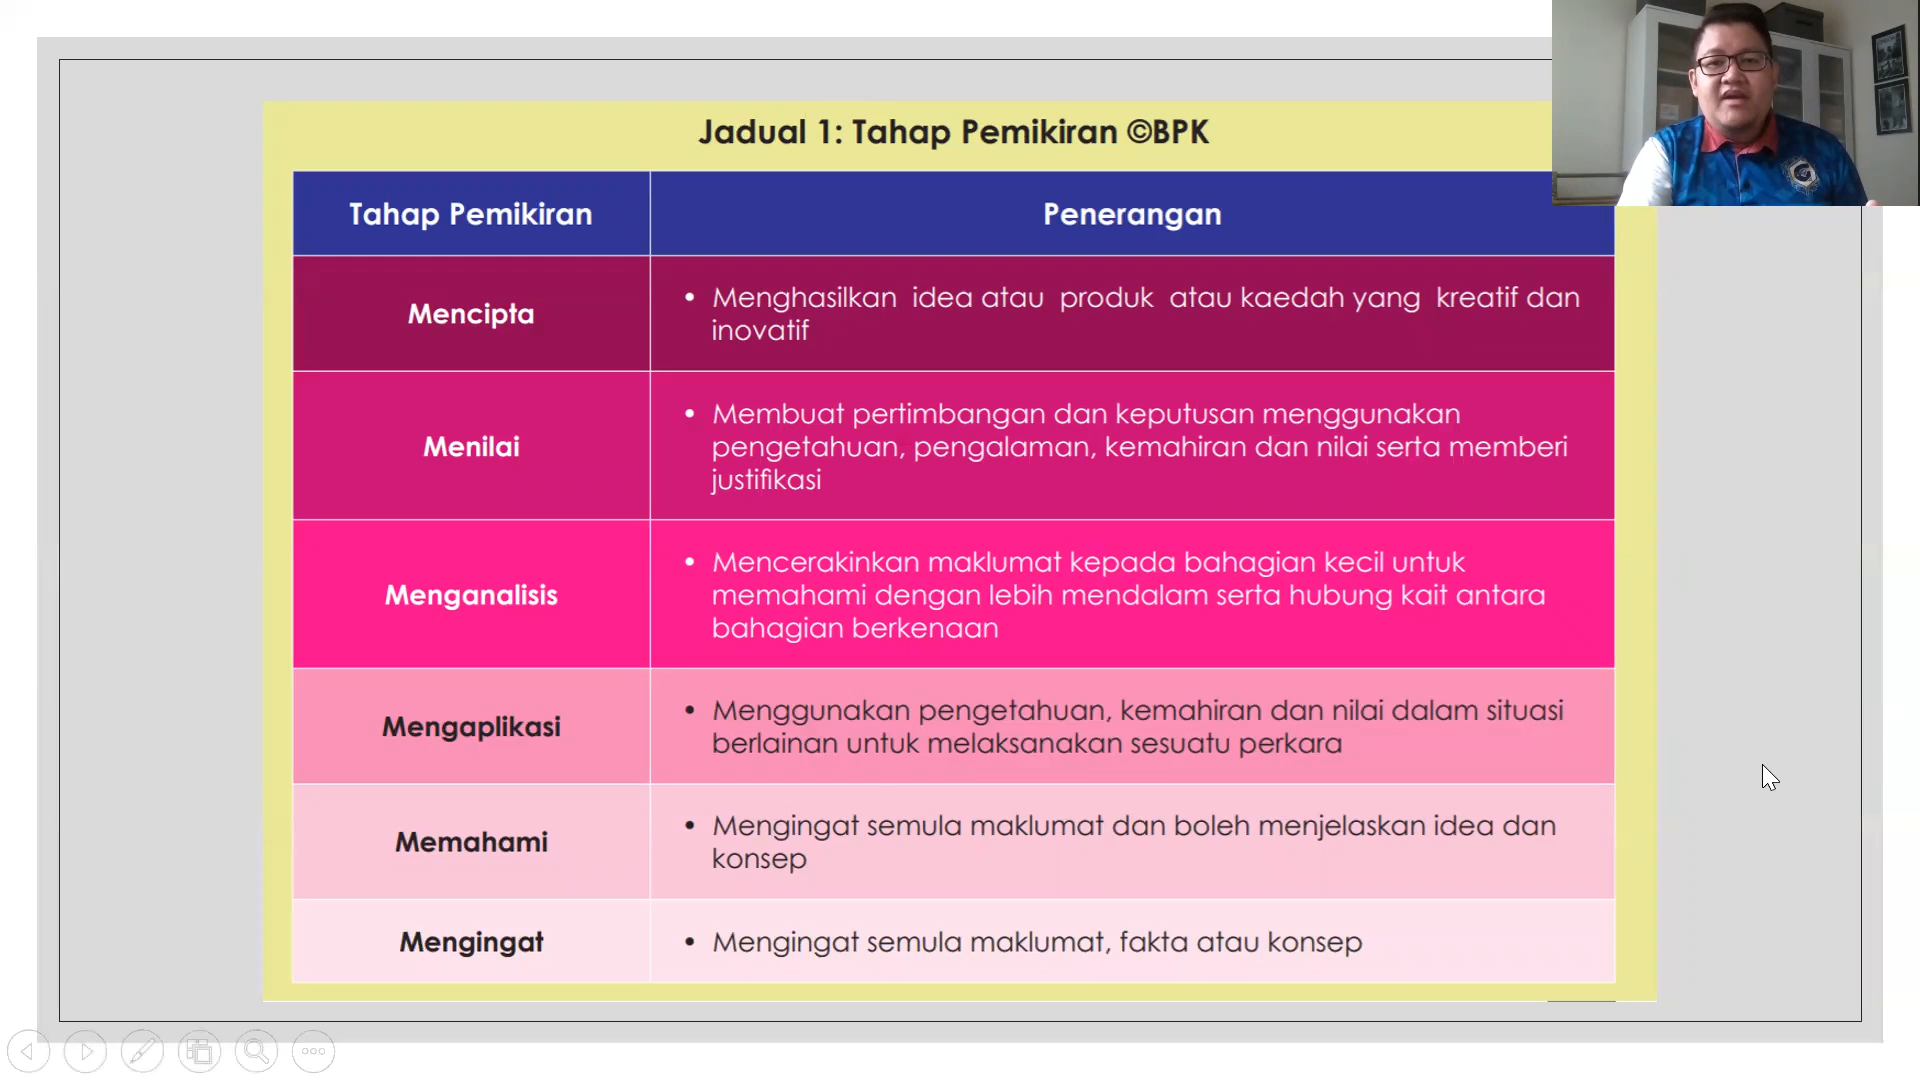 Jadual 1: Tahap Pemikiran ©BPK
Tahap Pemikiran
Penerangan
Mencipta
• Menghasilkan idea atau produk atau kaedah yang kreatif dan
inovatif
Menilai
• Membuat pertimbangan dan keputusan menggunakan
pengetahuan, pengalaman, kemahiran dan nilai serta memberi
justifikasi
Menganalisis
• Mencerakinkan maklumat kepada bahagian kecil untuk
memahami dengan lebih mendalam serta hubung kait antara
bahagian berkenaan
Mengaplikasi
• Menggunakan pengetahuan, kemahiran dan nilai dalam situasi
berlainan untuk melaksanakan sesuatu perkara
Memahami
• Mengingat semula maklumat dan boleh menjelaskan idea dan
konsep
Mengingat
• Mengingat semula maklumat, fakta atau konsep